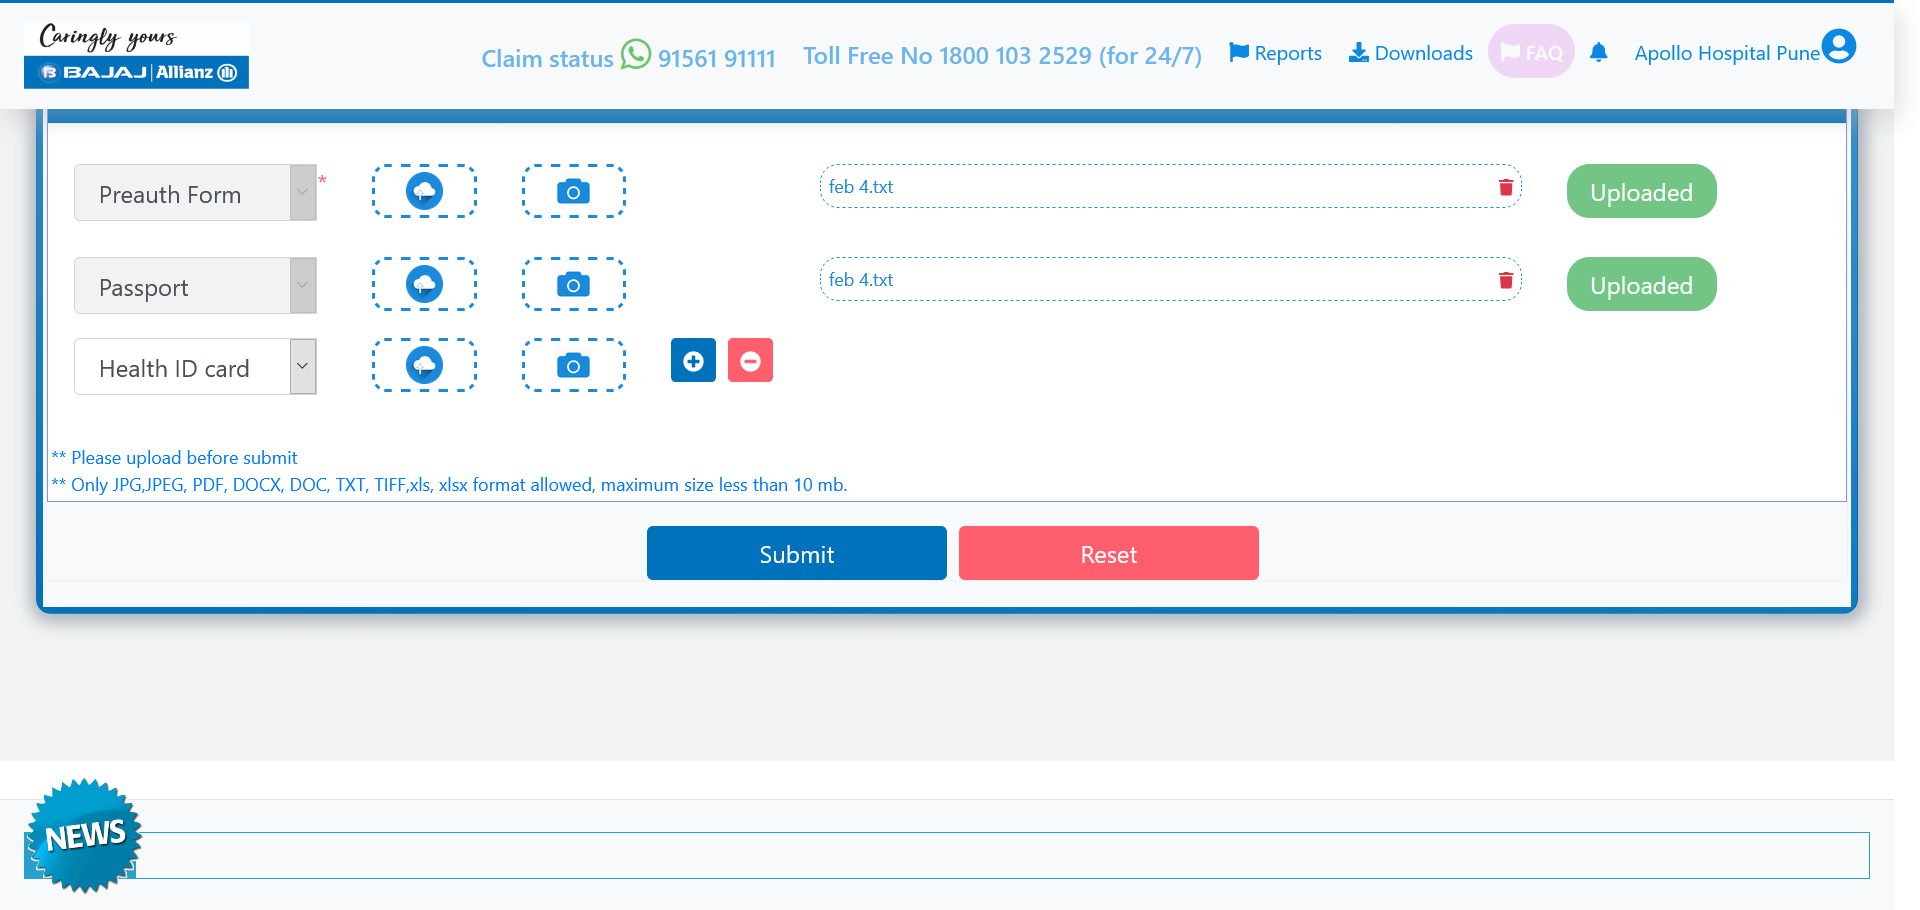 Caringly yours
BAJAJ | Allianz
Claim status 91561 91111
Toll Free No 1800 103 2529 (for 24/7)
Reports
Downloads
FAQ
Apollo Hospital Pune
Preauth Form *
feb 4.txt
Uploaded
Passport
feb 4.txt
Uploaded
Health ID card
** Please upload before submit
** Only JPG,JPEG, PDF, DOCX, DOC, TXT, TIFF,xls, xlsx format allowed, maximum size less than 10 mb.
Submit
Reset
NEWS